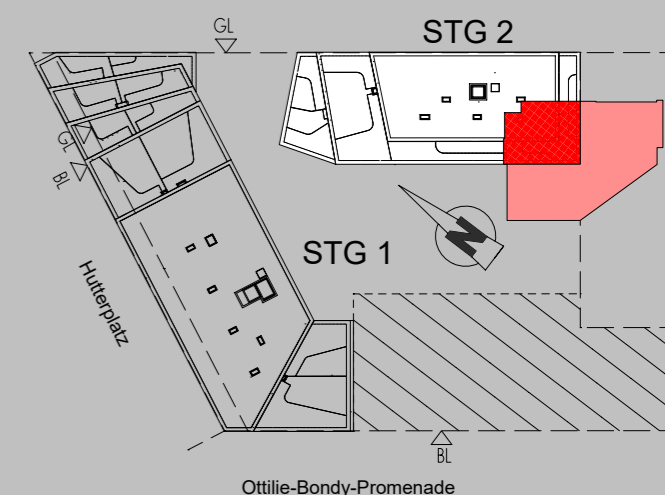 GL
STG 2
GL
BL
N
STG 1
Hutterplatz
BL
Ottilie-Bondy-Promenade